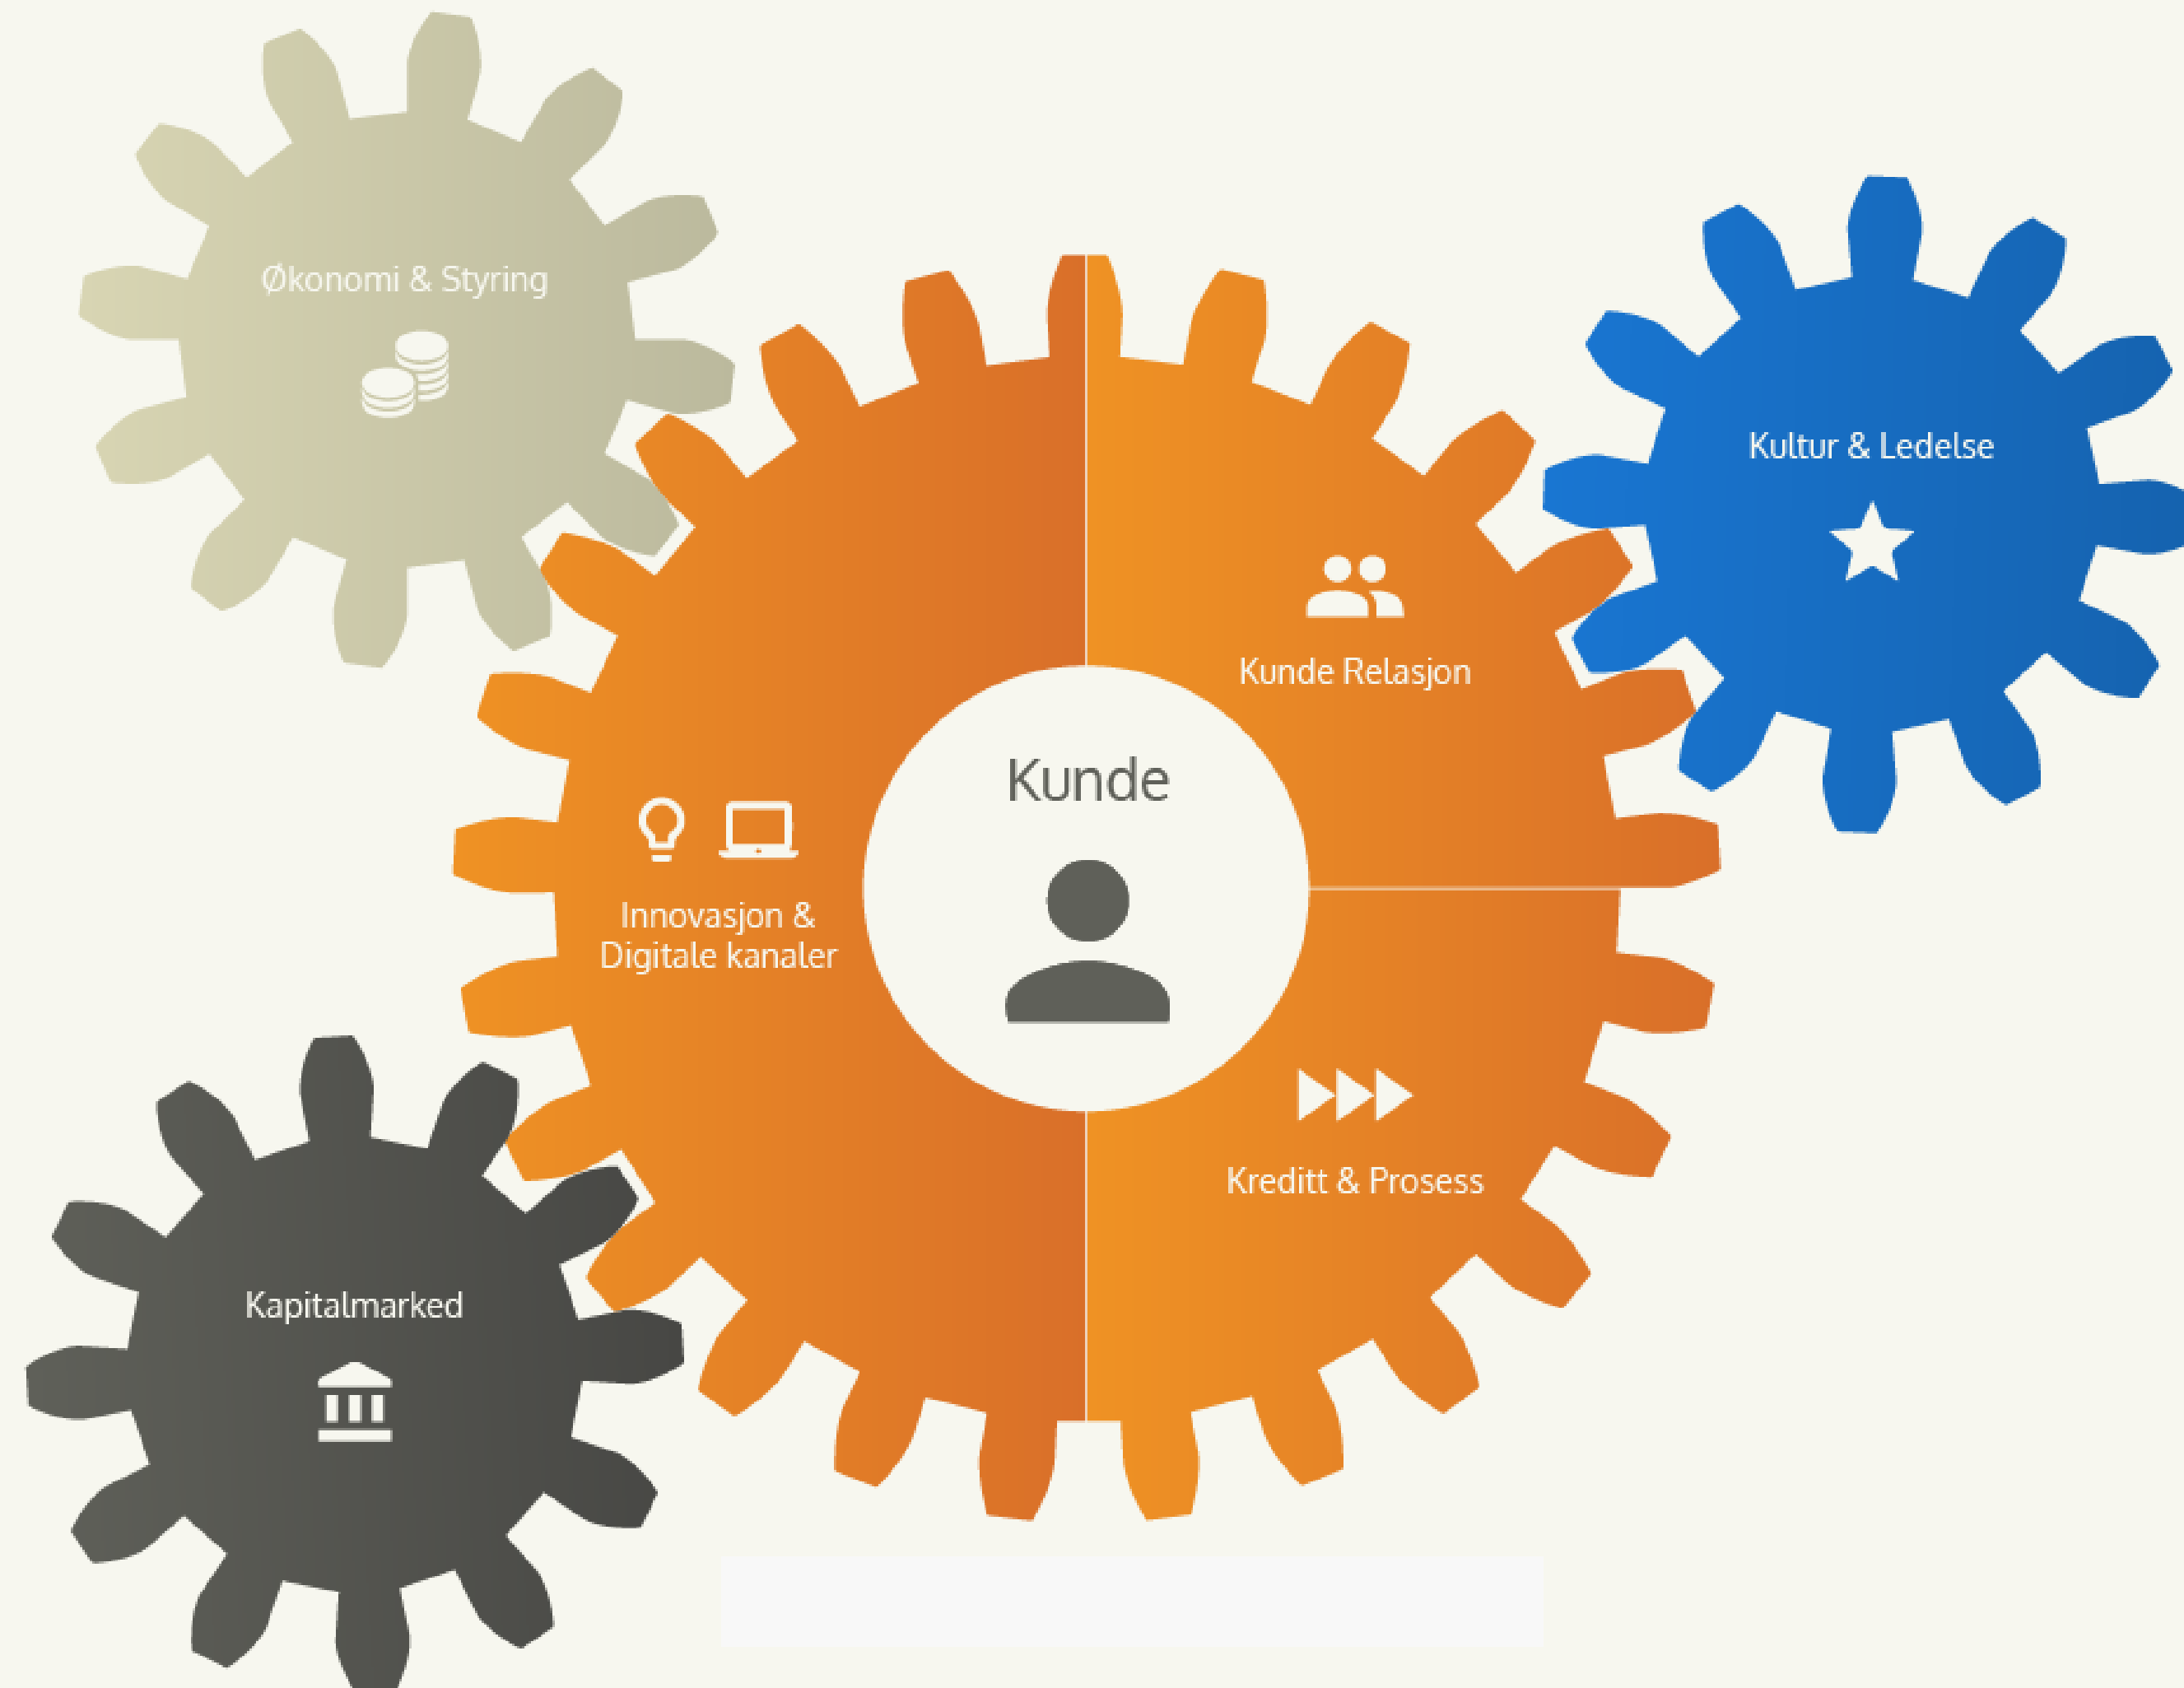 Økonomi & Styring
Kultur & Ledelse
Kunde Relasjon
Kunde
Innovasjon &
Digitale kanaler
Kreditt & Prosess
Kapitalmarked